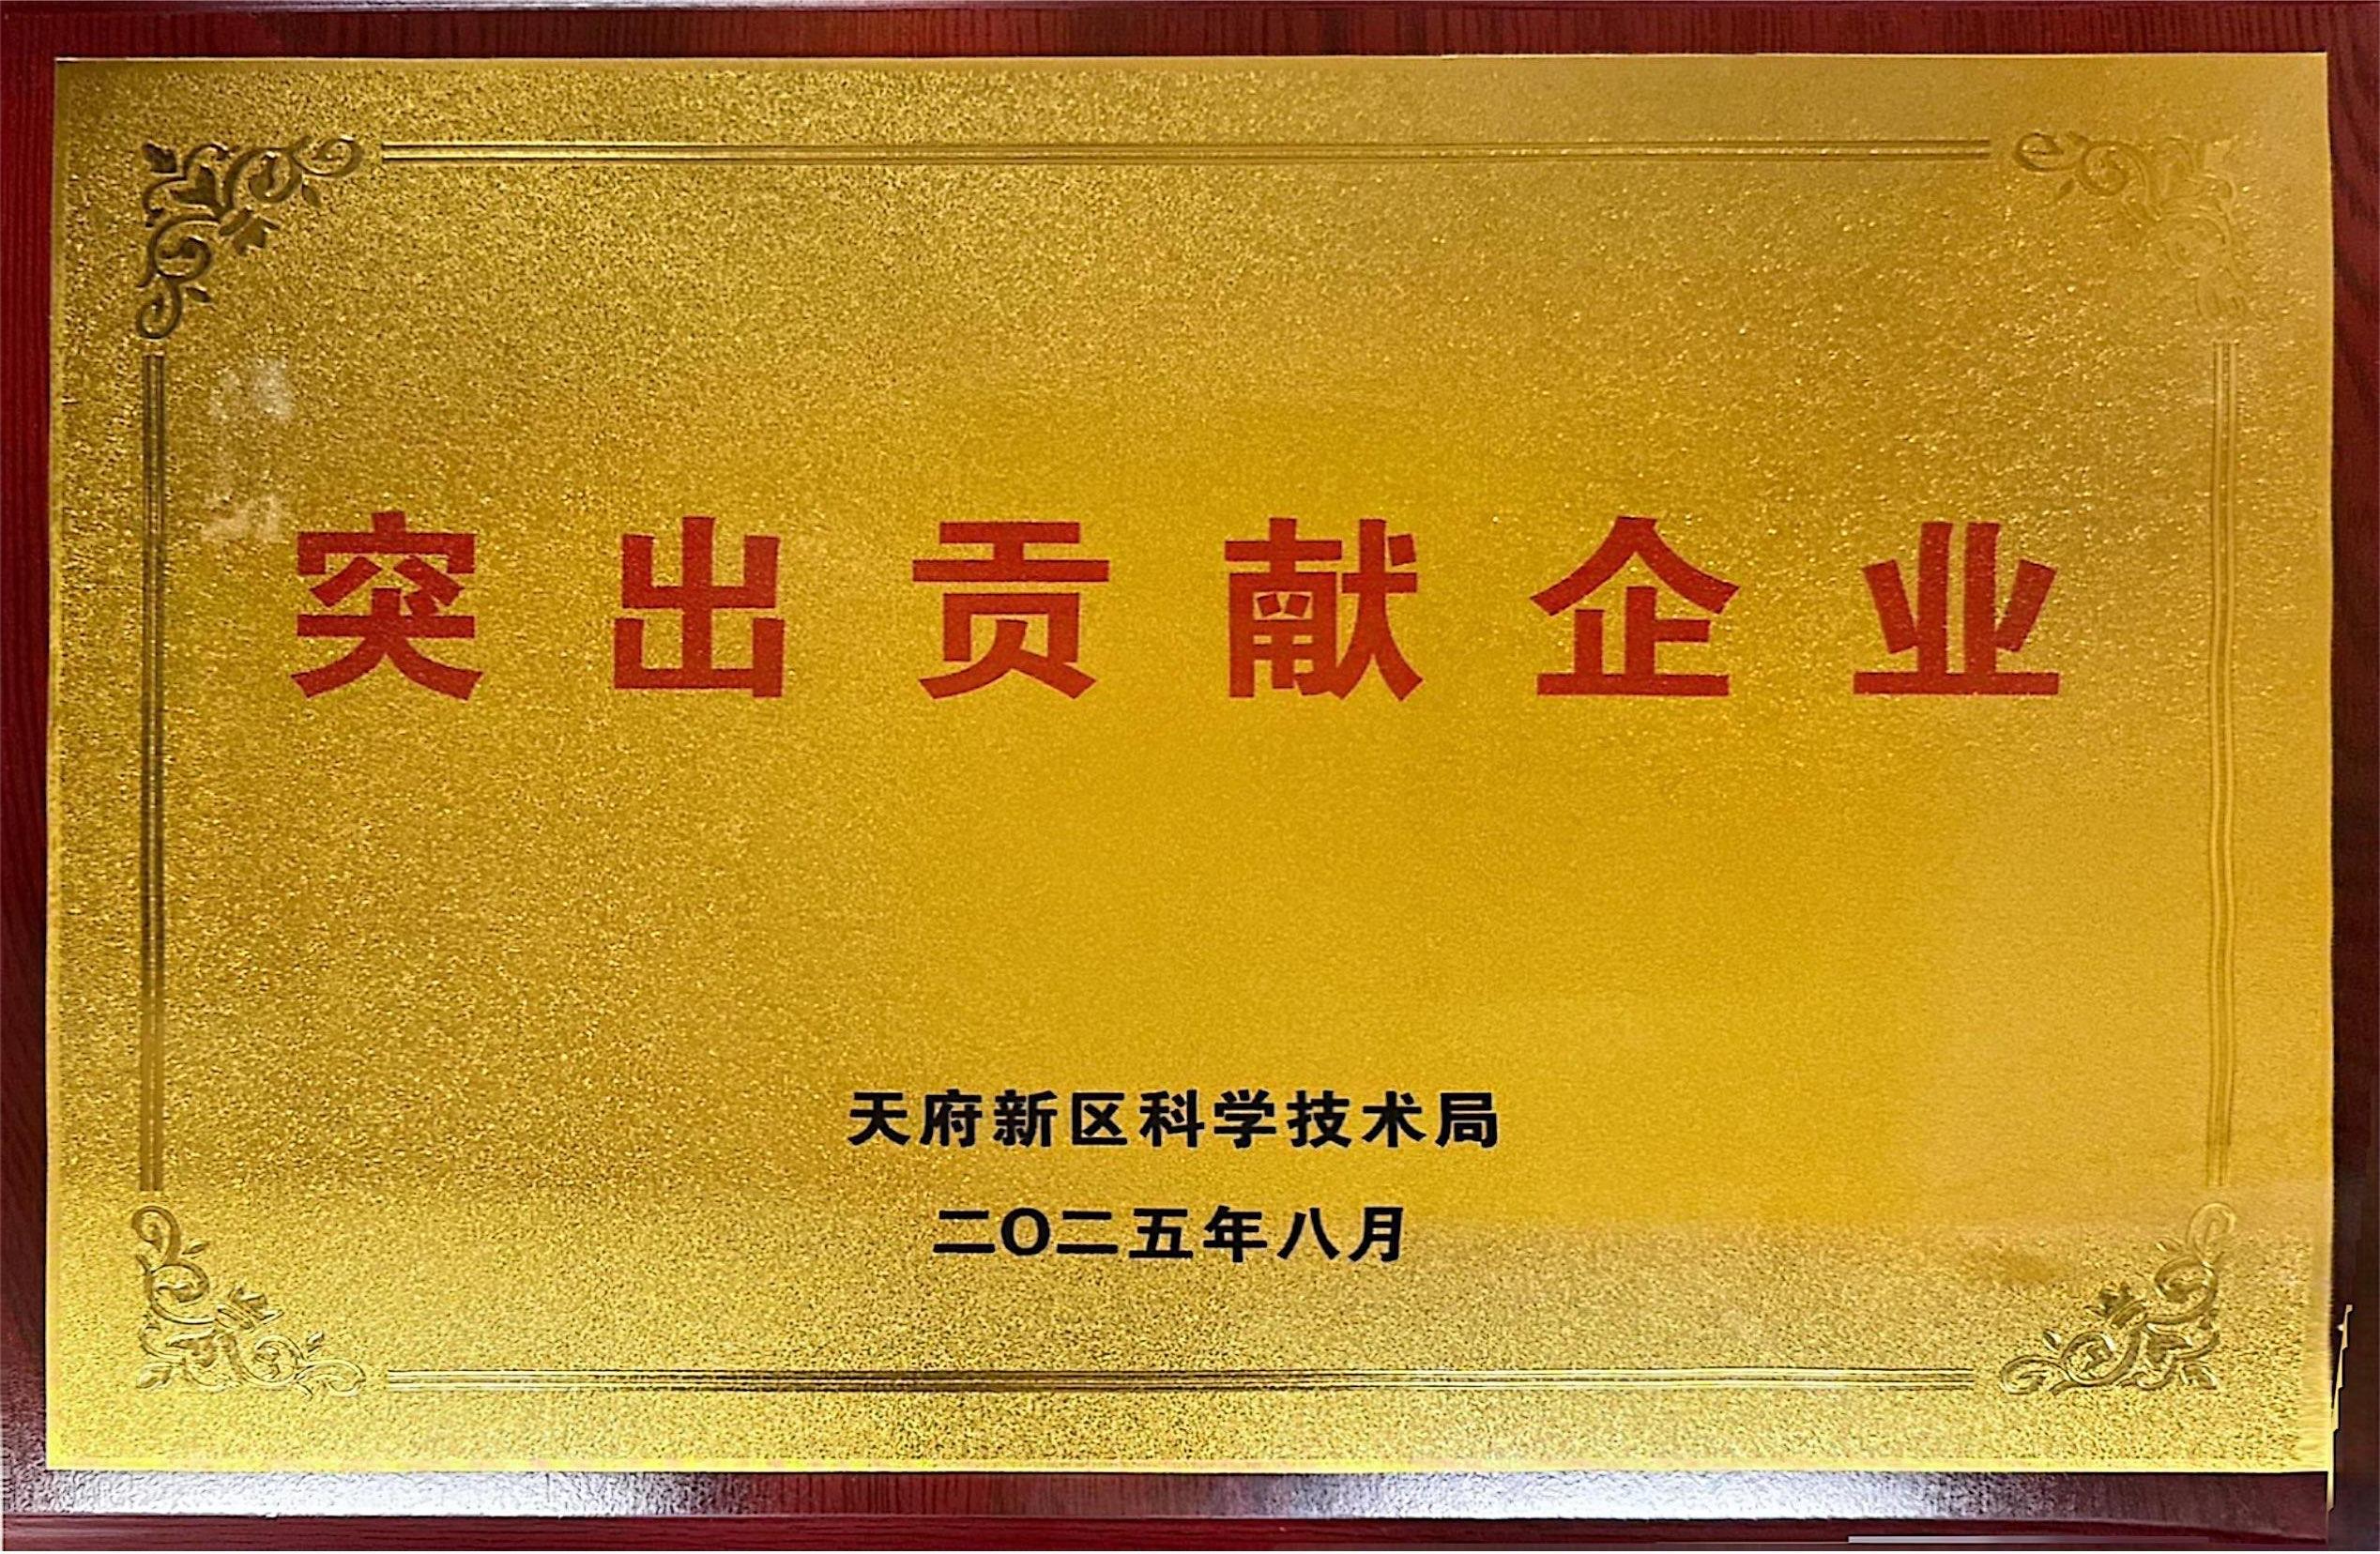 突出贡献企业
天府新区科学技术局
二〇二五年八月